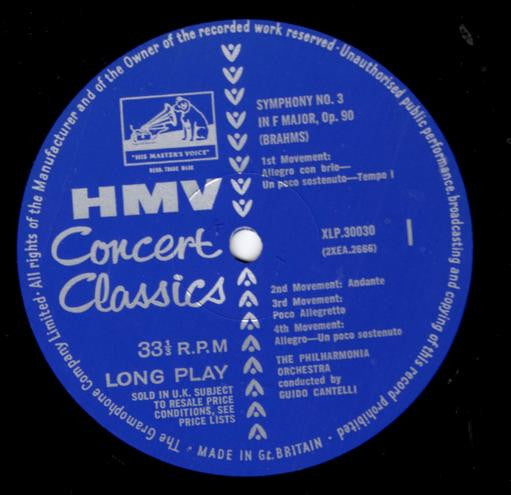 The Gramophone Company Limited · All rights of the Manufacturer and of the Owner of the recorded work reserved · Unauthorised public performance, broadcasting and copying of this record prohibited ·
"HIS MASTER'S VOICE"
REGD. TRADE MARK
HMV
Concert
Classics
33⅓ R.P.M
LONG PLAY
SOLD IN U.K. SUBJECT
TO RESALE PRICE
CONDITIONS, SEE
PRICE LISTS
SYMPHONY NO. 3
IN F MAJOR, Op. 90
(BRAHMS)
1st Movement:
Allegro con brio—
Un poco sostenuto—Tempo I
XLP.30030
(2XEA.2666)
1
2nd Movement: Andante
3rd Movement:
Poco Allegretto
4th Movement:
Allegro—Un poco sostenuto
THE PHILHARMONIA
ORCHESTRA
conducted by
GUIDO CANTELLI
MADE IN Gt. BRITAIN